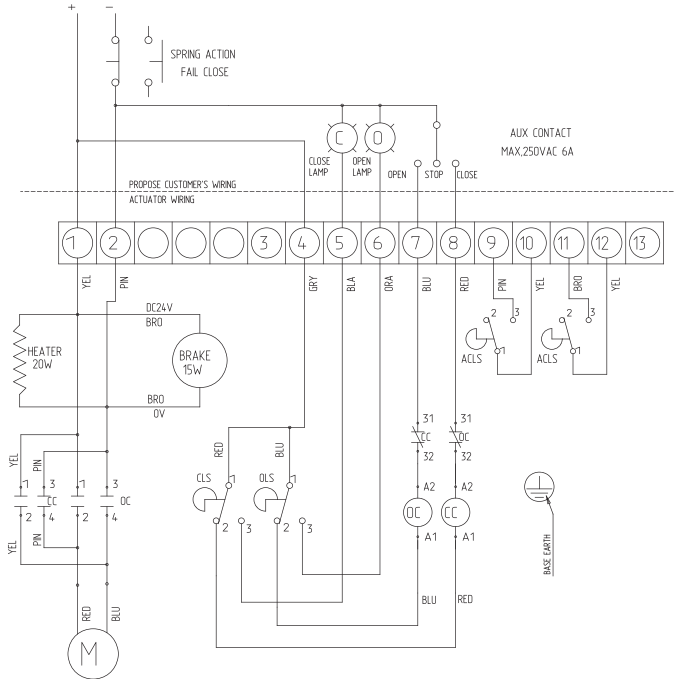 + −
SPRING ACTION
FAIL CLOSE
C O
AUX CONTACT
MAX,250VAC 6A
CLOSE LAMP
OPEN LAMP
OPEN STOP CLOSE
PROPOSE CUSTOMER'S WIRING
ACTUATOR WIRING
1 2 3 4 5 6 7 8 9 10 11 12 13
YEL PIN GRY BLA ORA BLU RED PIN YEL BRO YEL
DC24V
BRO
2 3 1
ACLS
2 3 1
ACLS
HEATER
20W
BRAKE
15W
BRO
0V
31 CC 32
31 OC 32
RED BLU
YEL PIN
CLS 1 2 3
OLS 1 2 3
1 2 3 4 CC
1 2 3 4 OC
A2 OC A1
A2 CC A1
YEL PIN
BASE EARTH
BLU RED
RED BLU
M